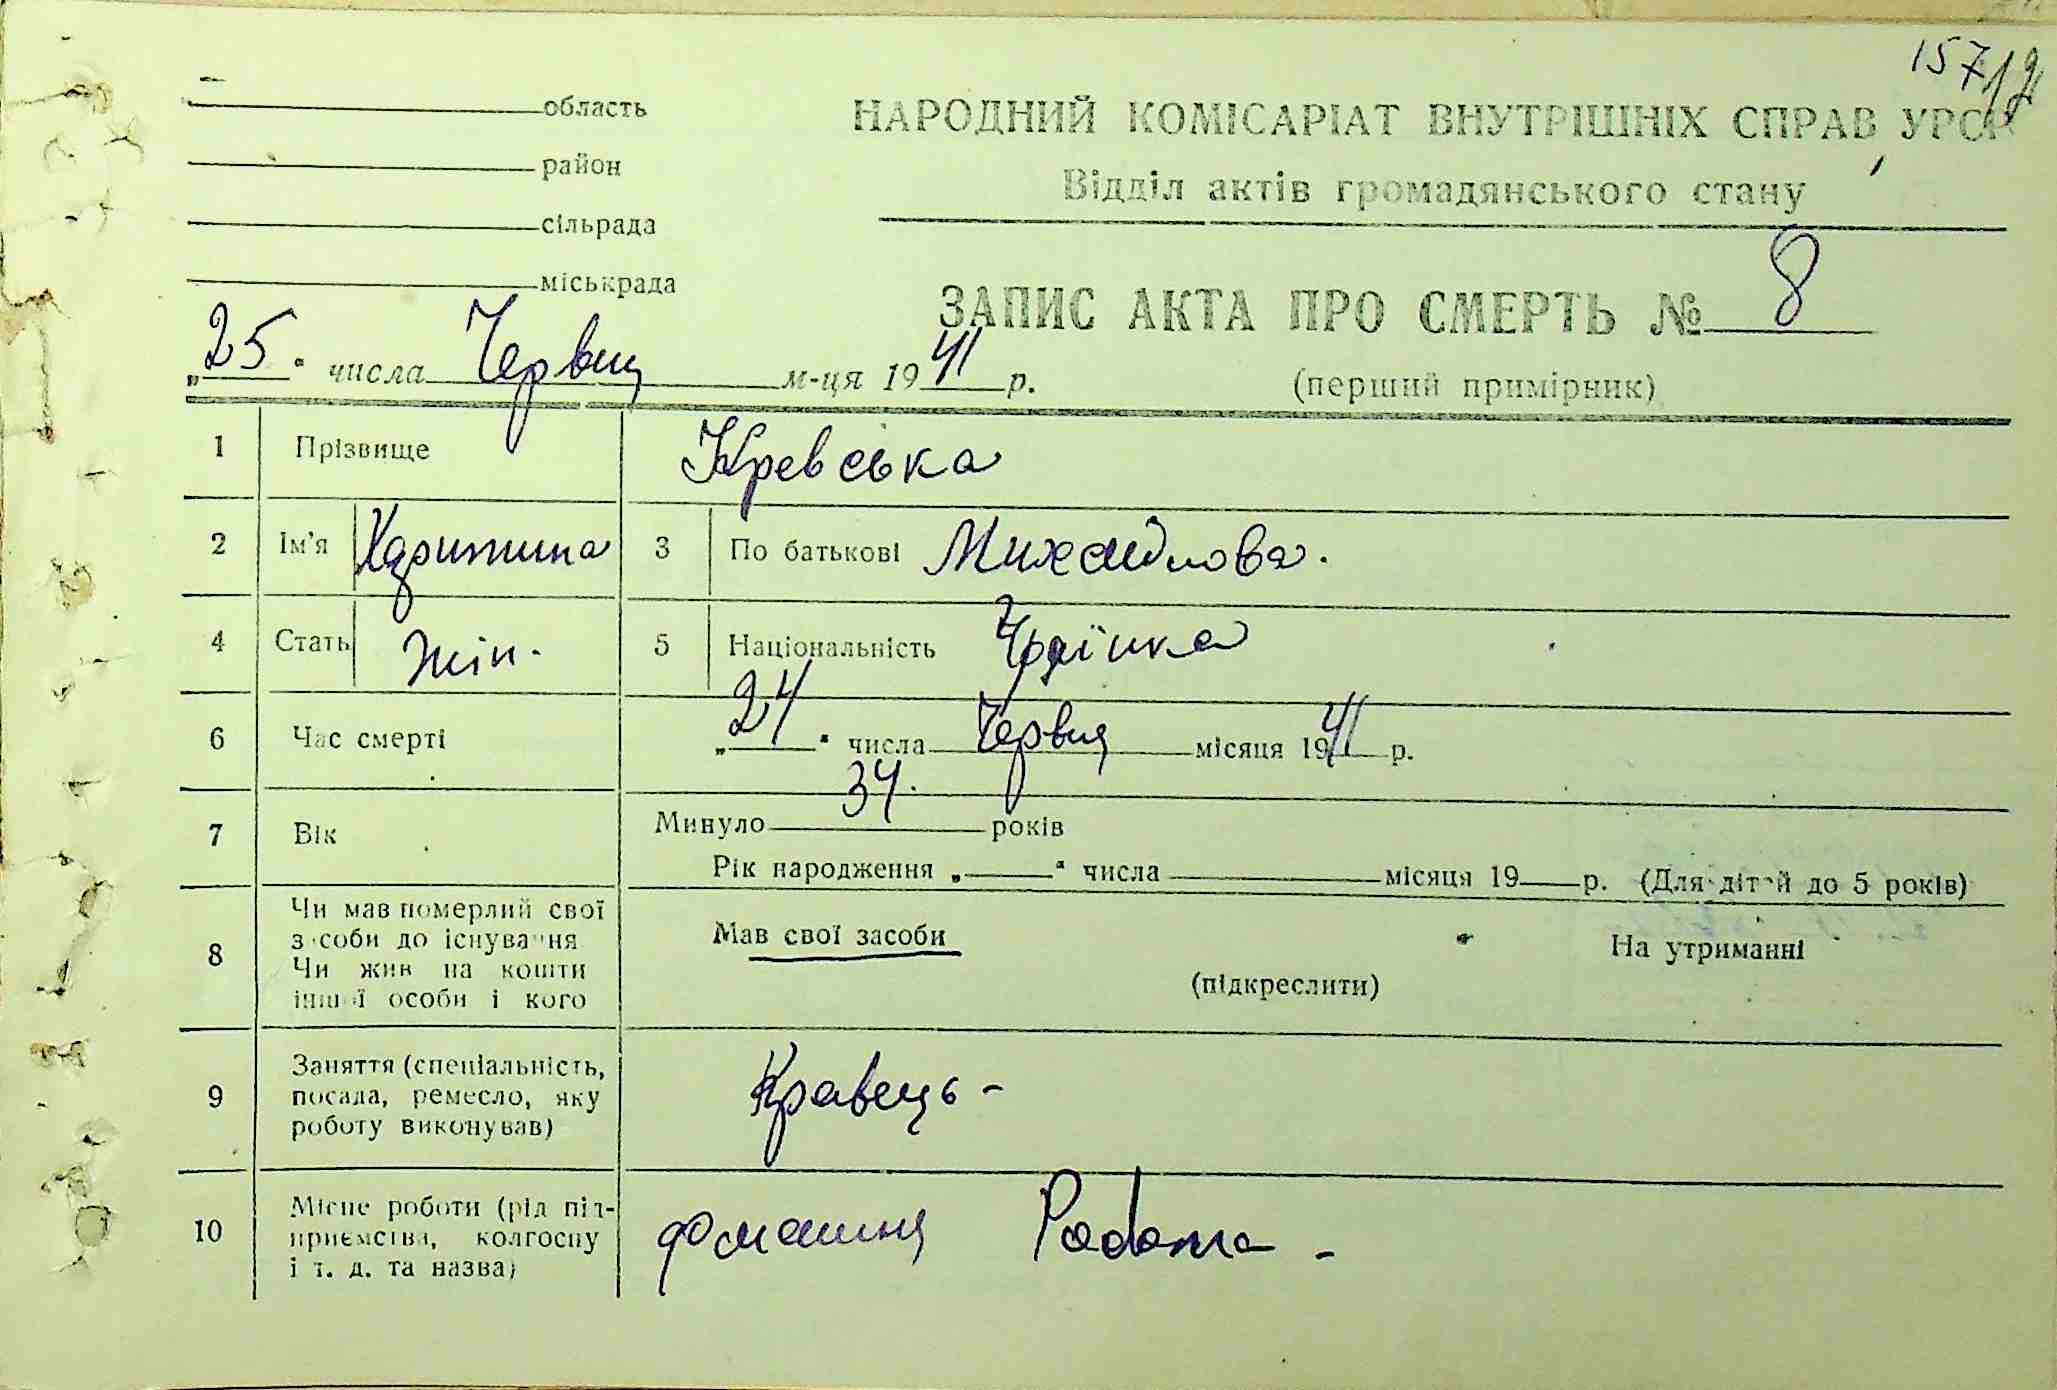 157
область
НАРОДНИЙ КОМІСАРІАТ ВНУТРІШНІХ СПРАВ УРСР
район
Відділ актів громадянського стану
сільрада
міськрада
ЗАПИС АКТА ПРО СМЕРТЬ № 8
„25“ числа Червня м-ця 1941 р.
(перший примірник)
1 Прізвище Кревська
2 Ім'я Харитина 3 По батькові Михайлова.
4 Стать жін. 5 Національність Украінка
6 Час смерті „24“ числа Червня місяця 1941 р.
7 Вік Минуло 34. років
Рік народження „ “ числа місяця 19 р. (Для дітей до 5 років)
8 Чи мав померлий свої
засоби до існування
Чи жив на кошти
іншої особи і кого
Мав свої засоби На утриманні
(підкреслити)
9 Заняття (спеціальність,
посада, ремесло, яку
роботу виконував)
Кравець -
10 Місце роботи (рід під-
приємства, колгоспу
і т. д. та назва)
домашня Работа -